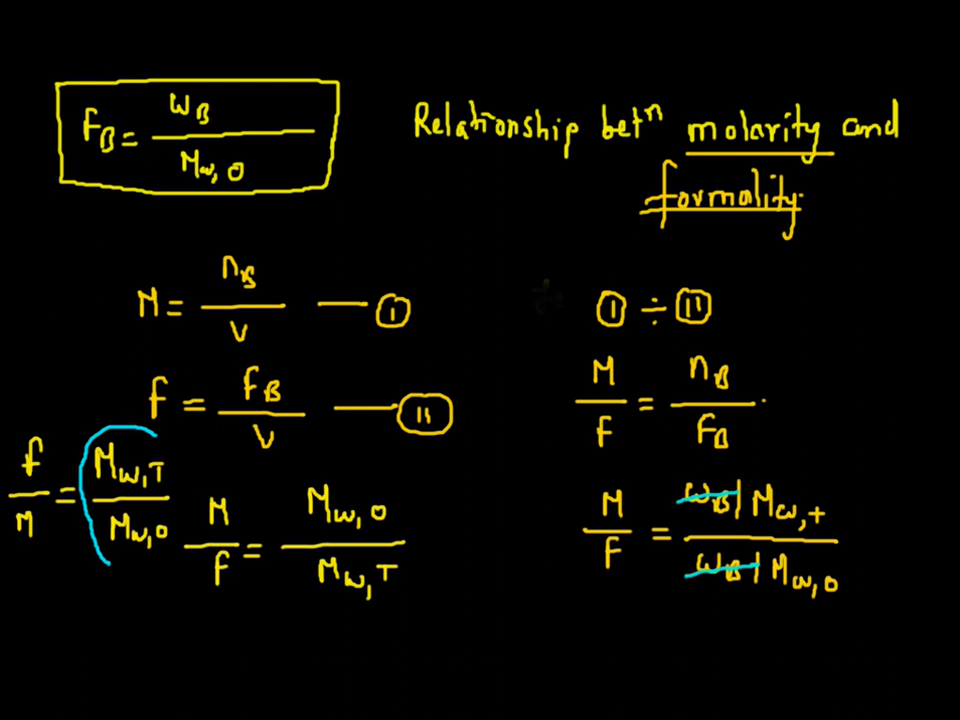 F_B = w_B / M_w,o
Relationship betⁿ molarity and
formality
M = n_B / V — (I)
f = F_B / V — (II)
(I) ÷ (II)
M / F = n_B / F_B
f / M = M_w,T / M_w,o
M / f = M_w,o / M_w,T
M / F = w_B / M_w,t / w_B / M_w,o